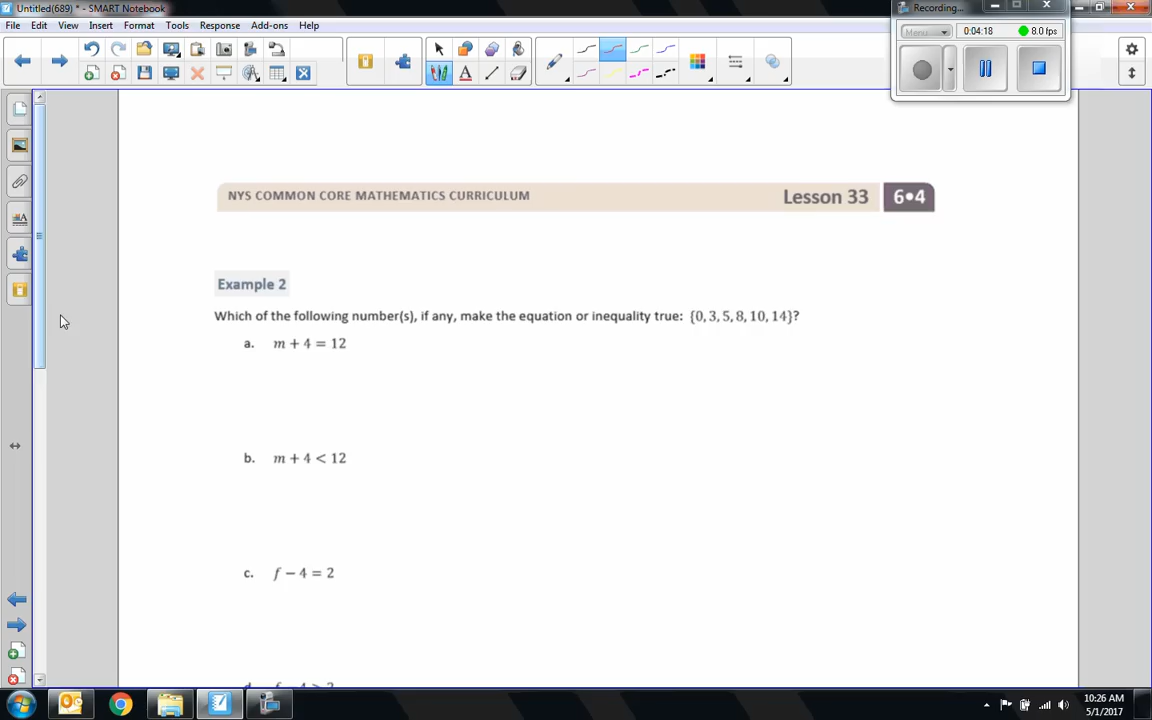 Untitled(689) * - SMART Notebook
Recording...
File Edit View Insert Format Tools Response Add-ons Help
Menu
0:04:18
8.0 fps
NYS COMMON CORE MATHEMATICS CURRICULUM
Lesson 33
6•4
Example 2
Which of the following number(s), if any, make the equation or inequality true: {0, 3, 5, 8, 10, 14}?
a. m + 4 = 12
b. m + 4 < 12
c. f − 4 = 2
10:26 AM
5/1/2017